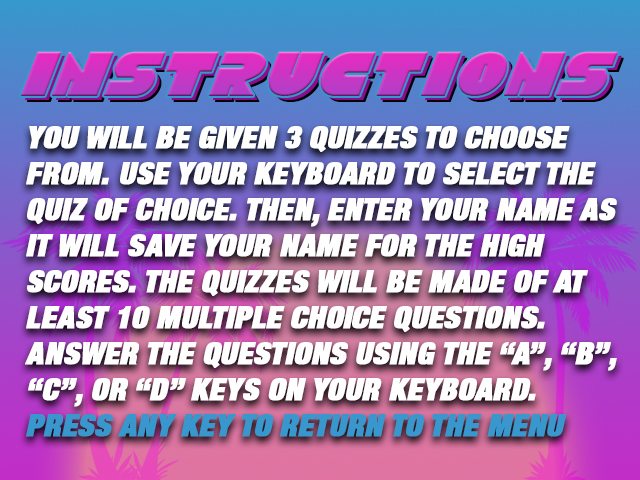 INSTRUCTIONS
YOU WILL BE GIVEN 3 QUIZZES TO CHOOSE
FROM. USE YOUR KEYBOARD TO SELECT THE
QUIZ OF CHOICE. THEN, ENTER YOUR NAME AS
IT WILL SAVE YOUR NAME FOR THE HIGH
SCORES. THE QUIZZES WILL BE MADE OF AT
LEAST 10 MULTIPLE CHOICE QUESTIONS.
ANSWER THE QUESTIONS USING THE “A”, “B”,
“C”, OR “D” KEYS ON YOUR KEYBOARD.
PRESS ANY KEY TO RETURN TO THE MENU